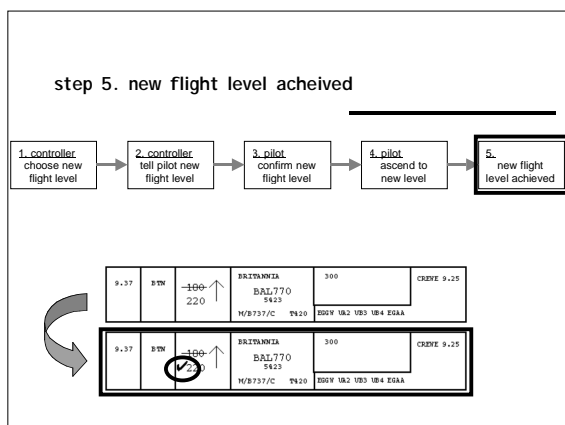 step 5. new flight level acheived
1. controller
choose new
flight level
2. controller
tell pilot new
flight level
3. pilot
confirm new
flight level
4. pilot
ascend to
new level
5.
new flight
level achieved
9.37
BTN
180
220
BRITANNIA
BAL770
5423
M/B737/C T420
300
EGGW UA2 UB3 UB4 EGAA
CREWE 9.25
9.37
BTN
180
✓220
BRITANNIA
BAL770
5423
M/B737/C T420
300
EGGW UA2 UB3 UB4 EGAA
CREWE 9.25